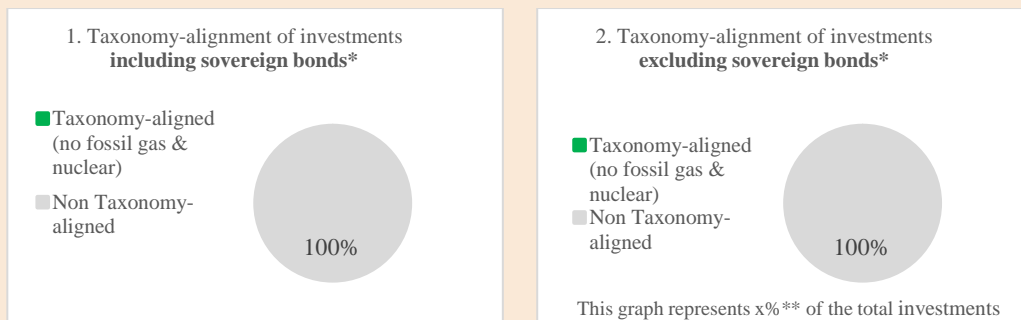 1. Taxonomy-alignment of investments
including sovereign bonds*
Taxonomy-aligned
(no fossil gas &
nuclear)
Non Taxonomy-
aligned
100%
2. Taxonomy-alignment of investments
excluding sovereign bonds*
Taxonomy-aligned
(no fossil gas &
nuclear)
Non Taxonomy-
aligned
100%
This graph represents x%** of the total investments